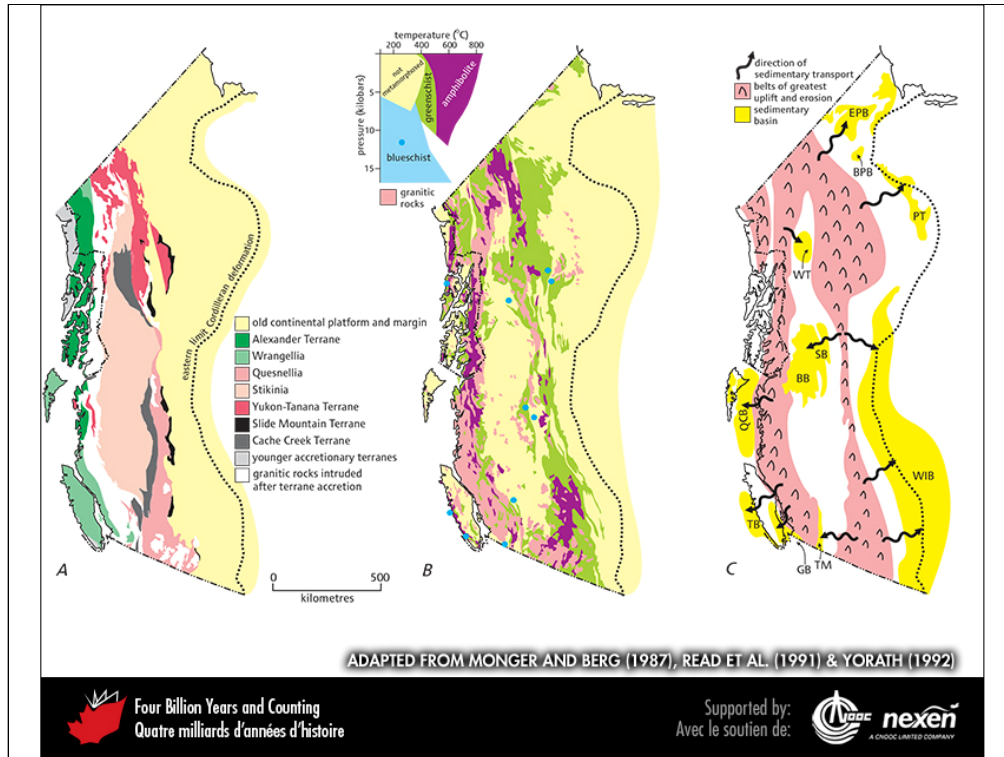 temperature (°C)
200 400 600 800
pressure (kilobars)
5
10
15
not
metamorphosed
greenschist
amphibolite
blueschist
granitic
rocks
direction of
sedimentary transport
belts of greatest
uplift and erosion
sedimentary
basin
eastern limit Cordilleran deformation
old continental platform and margin
Alexander Terrane
Wrangellia
Quesnellia
Stikinia
Yukon-Tanana Terrane
Slide Mountain Terrane
Cache Creek Terrane
younger accretionary terranes
granitic rocks intruded
after terrane accretion
A
0 500
kilometres
B
EPB
BPB
PT
WT
SB
BB
QCB
WIB
TB
GB
TM
C
ADAPTED FROM MONGER AND BERG (1987), READ ET AL. (1991) & YORATH (1992)
Four Billion Years and Counting
Quatre milliards d'années d'histoire
Supported by:
Avec le soutien de:
CNOOC nexen
A CNOOC LIMITED COMPANY